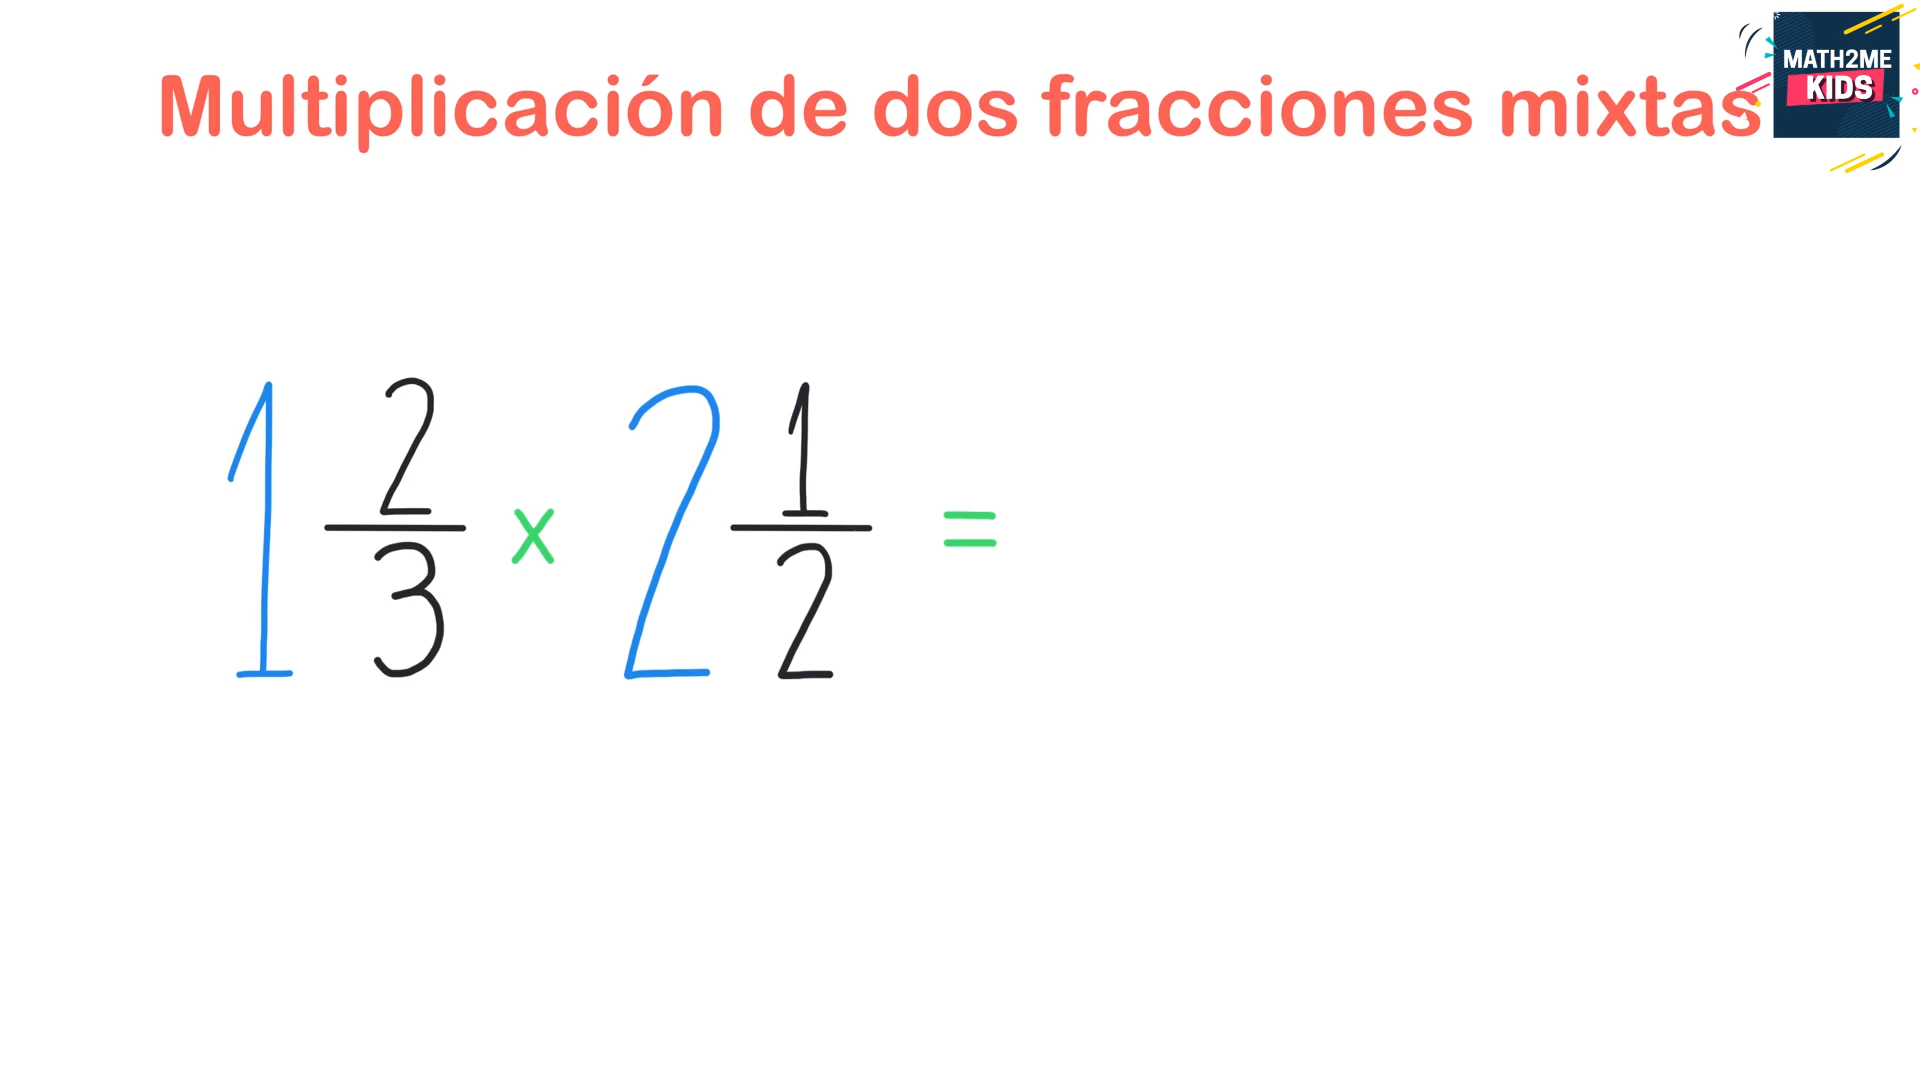 Multiplicación de dos fracciones mixtas
MATH2ME
KIDS
1 2/3 x 2 1/2 =